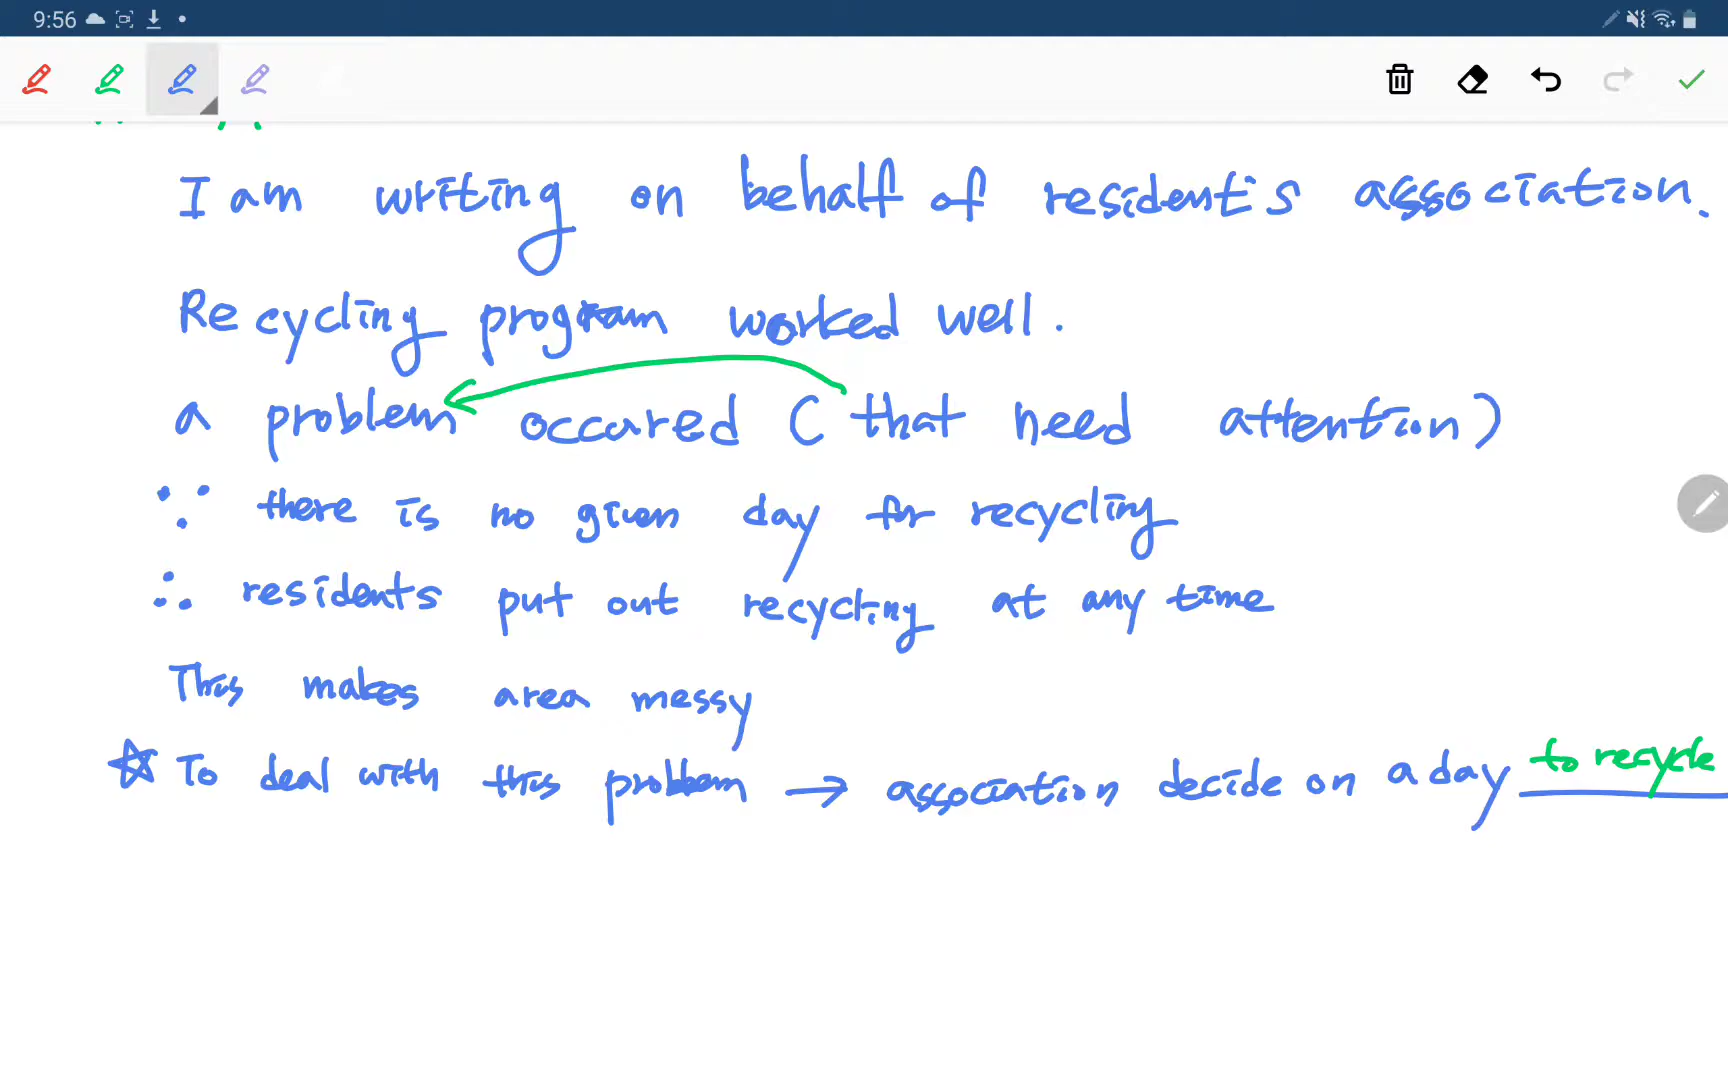 9:56
I am writing on behalf of resident's association.
Recycling program worked well.
a problem occured (that need attention)
∵ there is no given day for recycling
∴ residents put out recycling at any time
This makes area messy
☆ To deal with this problem → association decide on a day to recycle